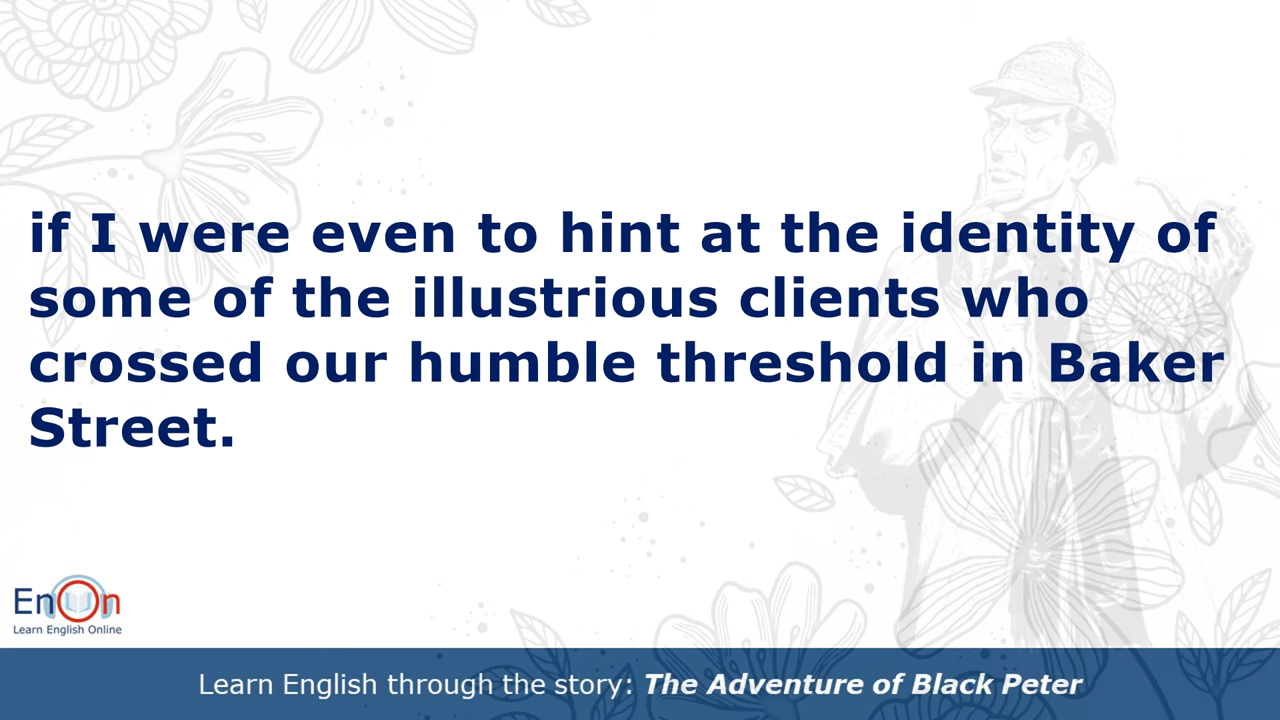 if I were even to hint at the identity of
some of the illustrious clients who
crossed our humble threshold in Baker
Street.
EnOn
Learn English Online
Learn English through the story: The Adventure of Black Peter